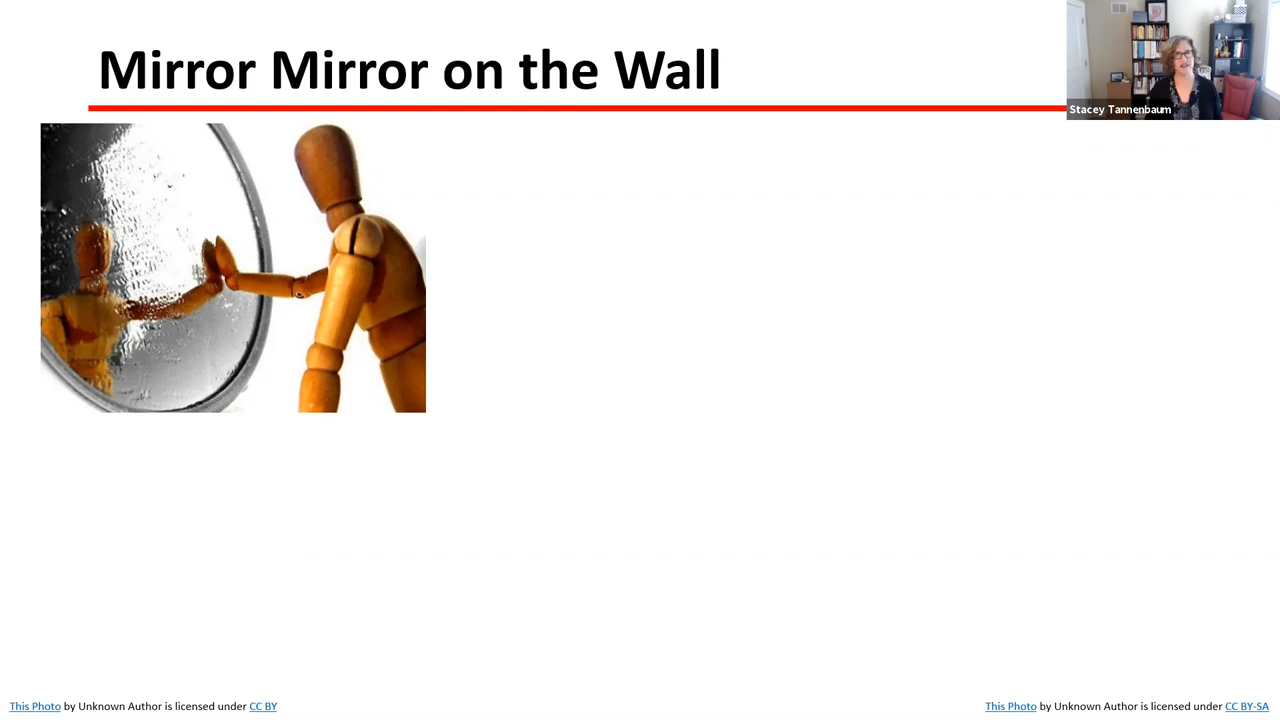 Mirror Mirror on the Wall
Stacey Tannenbaum
This Photo by Unknown Author is licensed under CC BY
This Photo by Unknown Author is licensed under CC BY-SA